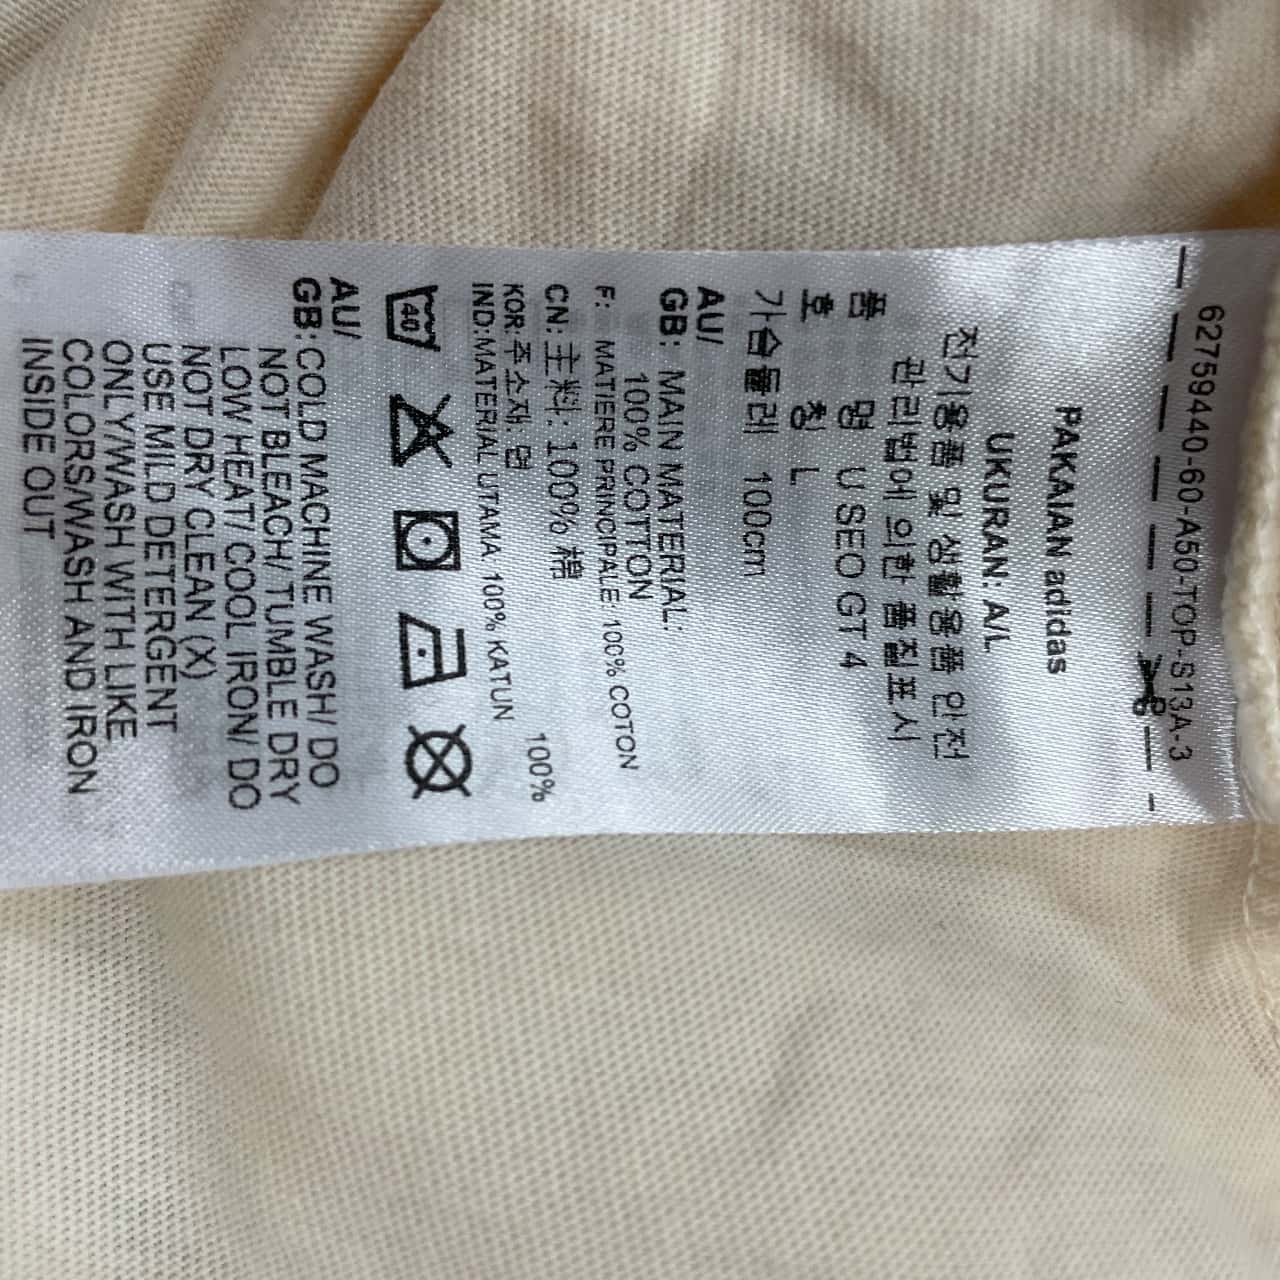 62759440-60-A50-TOP-S13A-3
PAKAIAN adidas
UKURAN: A/L
전기용품 및 생활용품 안전
관리법에 의한 품질표시
품 명 U SEO GT 4
호 칭 L
가슴둘레 100cm
AU/
GB: MAIN MATERIAL:
100% COTTON
F: MATIERE PRINCIPALE: 100% COTON
CN: 主料: 100% 棉
KOR: 주소재: 면 100%
IND: MATERIAL UTAMA 100% KATUN
40
AU/
GB: COLD MACHINE WASH/ DO
NOT BLEACH/ TUMBLE DRY
LOW HEAT/ COOL IRON/ DO
NOT DRY CLEAN (X)
USE MILD DETERGENT
ONLY/WASH WITH LIKE
COLORS/WASH AND IRON
INSIDE OUT